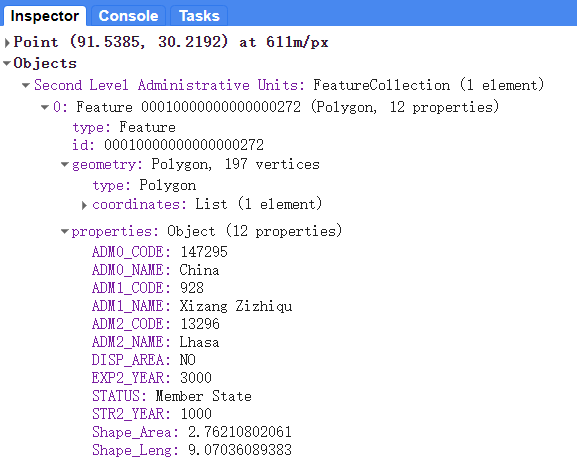 Inspector Console Tasks
Point (91.5385, 30.2192) at 611m/px
Objects
Second Level Administrative Units: FeatureCollection (1 element)
0: Feature 00010000000000000272 (Polygon, 12 properties)
type: Feature
id: 00010000000000000272
geometry: Polygon, 197 vertices
type: Polygon
coordinates: List (1 element)
properties: Object (12 properties)
ADM0_CODE: 147295
ADM0_NAME: China
ADM1_CODE: 928
ADM1_NAME: Xizang Zizhiqu
ADM2_CODE: 13296
ADM2_NAME: Lhasa
DISP_AREA: NO
EXP2_YEAR: 3000
STATUS: Member State
STR2_YEAR: 1000
Shape_Area: 2.76210802061
Shape_Leng: 9.07036089383